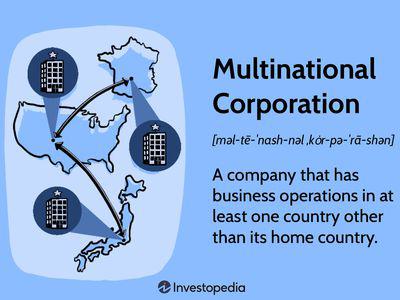 Multinational
Corporation
[məl-tē-ˈnash-nəl ,kȯr-pə-ˈrā-shən]
A company that has
business operations in at
least one country other
than its home country.
Investopedia